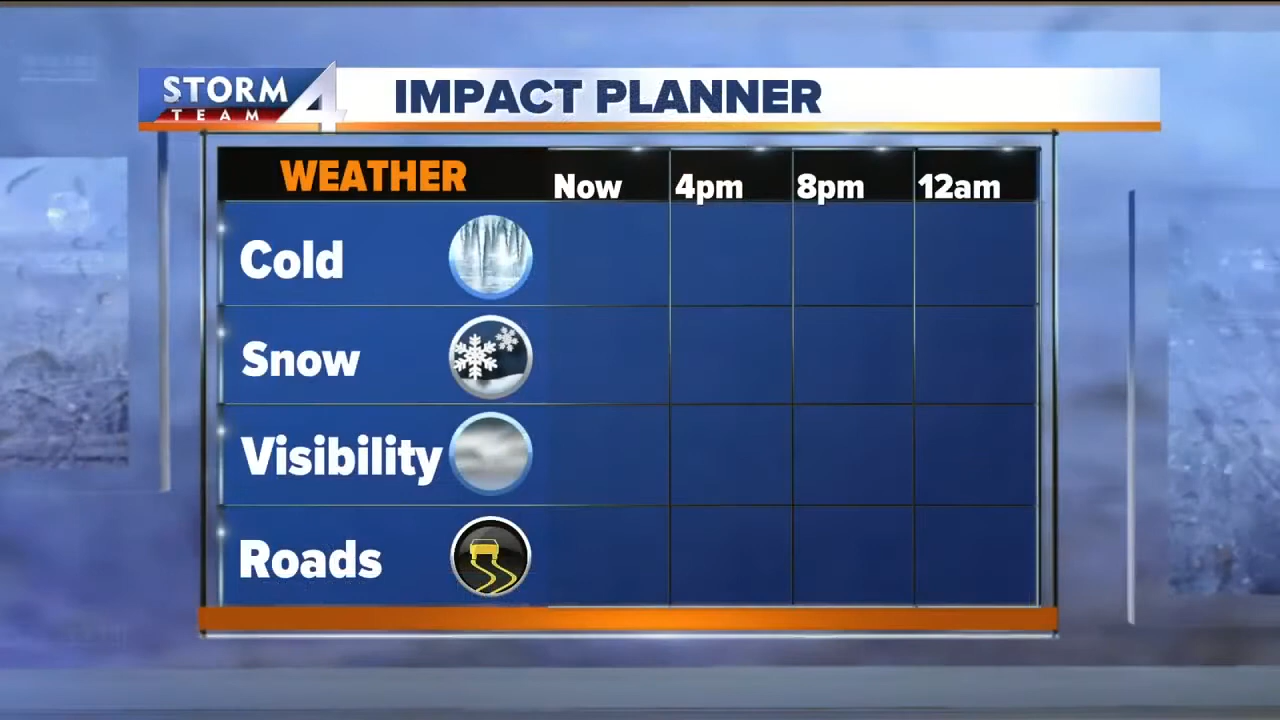 STORM
TEAM 4
IMPACT PLANNER
WEATHER Now 4pm 8pm 12am
Cold
Snow
Visibility
Roads